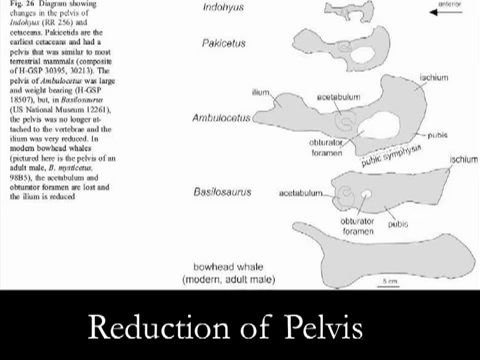 Fig. 26 Diagram showing
changes in the pelvis of
Indohyus (RR 256) and
cetaceans. Pakicetids are the
earliest cetaceans and had a
pelvis that was similar to most
terrestrial mammals (composite
of H-GSP 30395, 30213). The
pelvis of Ambulocetus was large
and weight bearing (H-GSP
18507), but, in Basilosaurus
(US National Museum 12261),
the pelvis was no longer at-
tached to the vertebrae and the
ilium was very reduced. In
modern bowhead whales
(pictured here is the pelvis of an
adult male, B. mysticetus,
98B5), the acetabulum and
obturator foramen are lost and
the ilium is reduced
Indohyus
anterior
Pakicetus
ischium
ilium
acetabulum
Ambulocetus
pubis
obturator
foramen
pubic symphysis
ischium
Basilosaurus
acetabulum
obturator
foramen
pubis
bowhead whale
(modern, adult male)
5 cm
Reduction of Pelvis